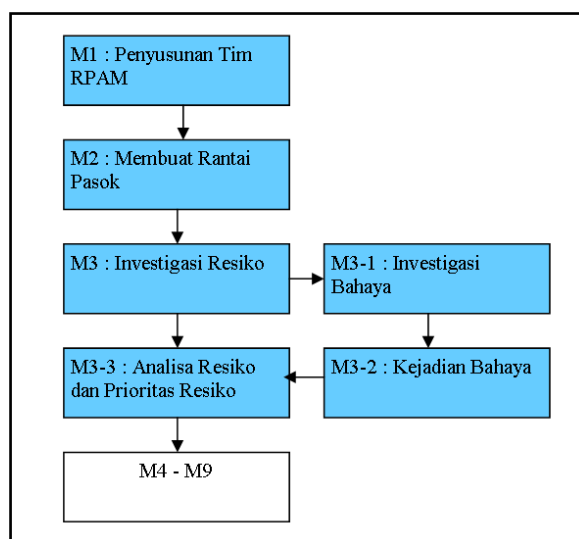 M1 : Penyusunan Tim
RPAM
M2 : Membuat Rantai
Pasok
M3 : Investigasi Resiko
M3-1 : Investigasi
Bahaya
M3-3 : Analisa Resiko
dan Prioritas Resiko
M3-2 : Kejadian Bahaya
M4 - M9